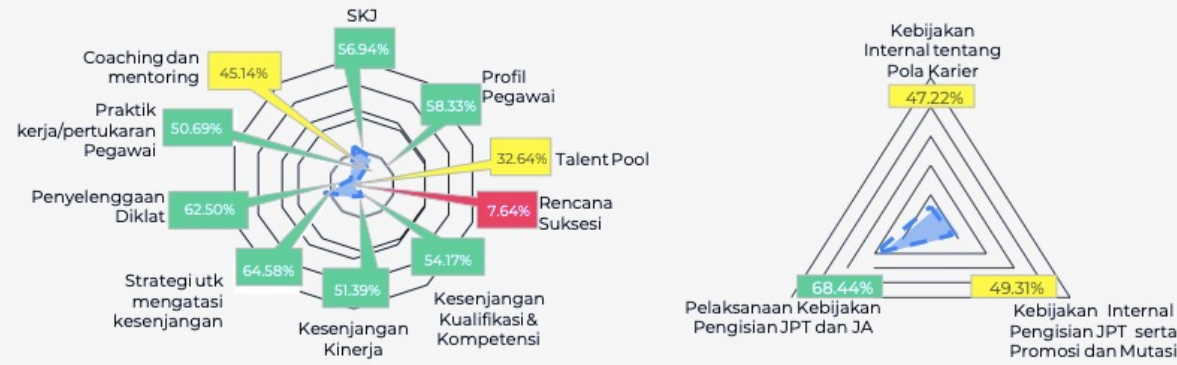 SKJ
56.94%
Coaching dan
mentoring
45.14%
Profil
Pegawai
58.33%
Praktik
kerja/pertukaran
Pegawai
50.69%
32.64%
Talent Pool
Penyelenggaan
Diklat
62.50%
7.64%
Rencana
Suksesi
64.58%
51.39%
54.17%
Strategi utk
mengatasi
kesenjangan
Kesenjangan
Kinerja
Kesenjangan
Kualifikasi &
Kompetensi
Kebijakan
Internal tentang
Pola Karier
47.22%
68.44%
Pelaksanaan Kebijakan
Pengisian JPT dan JA
49.31%
Kebijakan Internal
Pengisian JPT serta
Promosi dan Mutasi